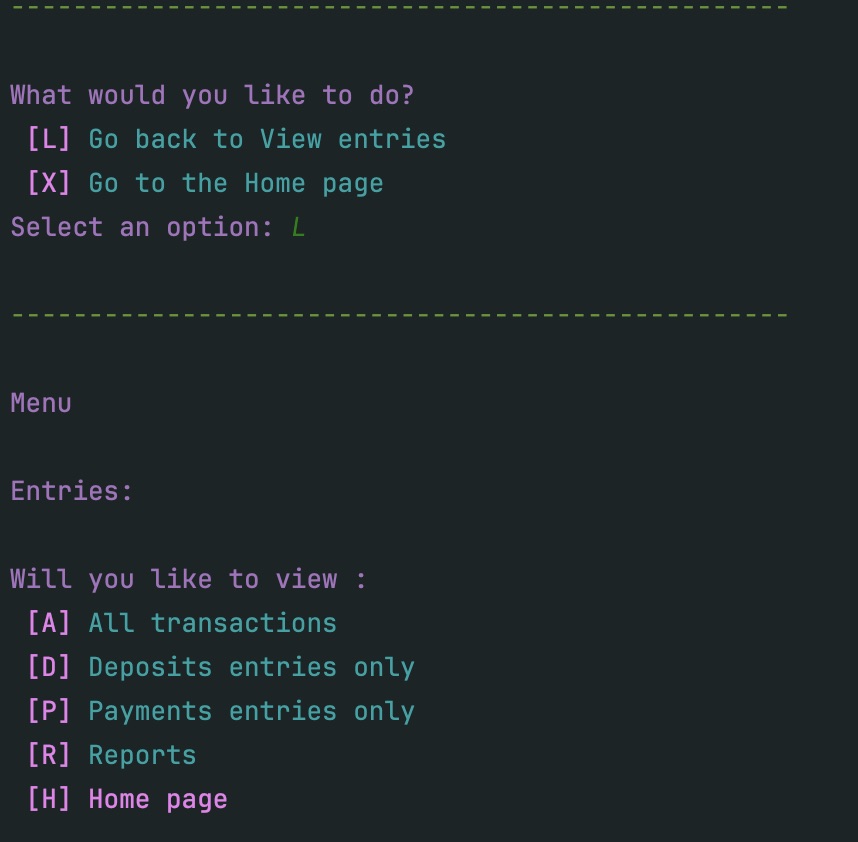 --------------------------------------------------
What would you like to do?
[L] Go back to View entries
[X] Go to the Home page
Select an option: L
--------------------------------------------------
Menu
Entries:
Will you like to view :
[A] All transactions
[D] Deposits entries only
[P] Payments entries only
[R] Reports
[H] Home page